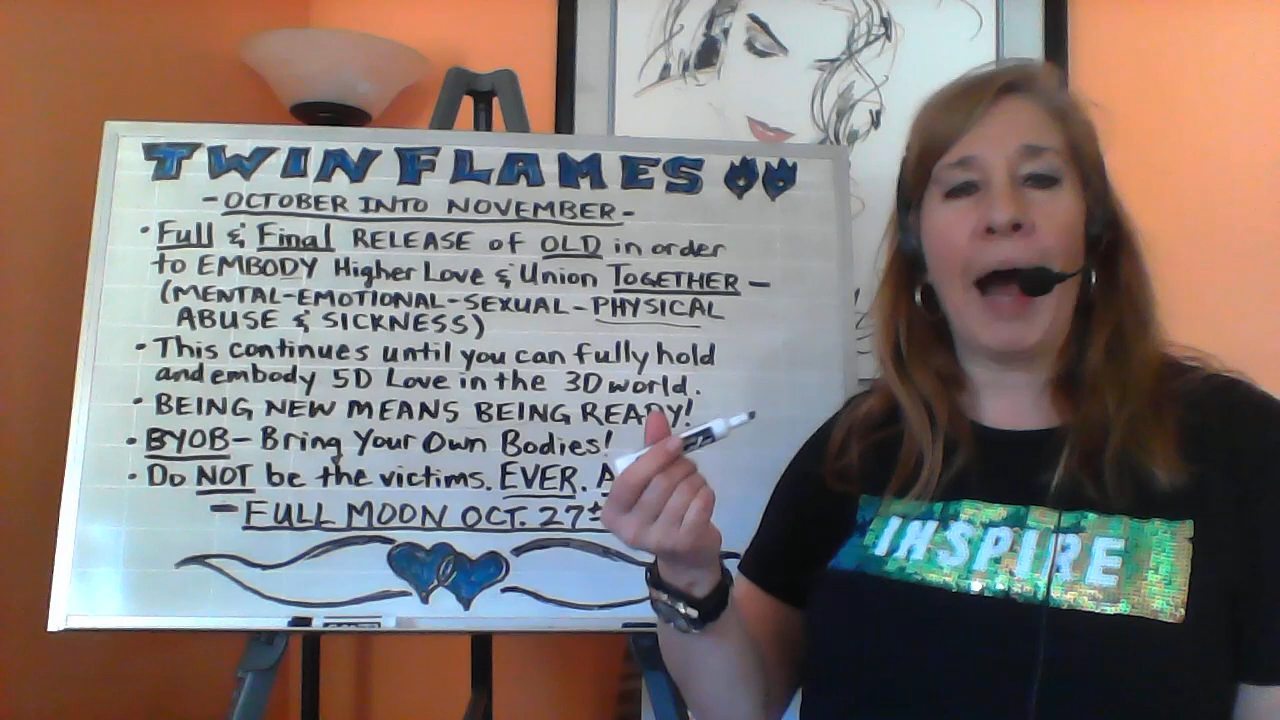 TWIN FLAMES
- OCTOBER INTO NOVEMBER -
• Full & Final RELEASE of OLD in order
to EMBODY Higher Love & Union TOGETHER —
(MENTAL-EMOTIONAL-SEXUAL-PHYSICAL
ABUSE & SICKNESS)
• This continues until you can fully hold
and embody 5D Love in the 3D world.
• BEING NEW MEANS BEING READY!
• BYOB - Bring Your Own Bodies!
• Do NOT be the victims. EVER.
- FULL MOON OCT. 27th
INSPIRE